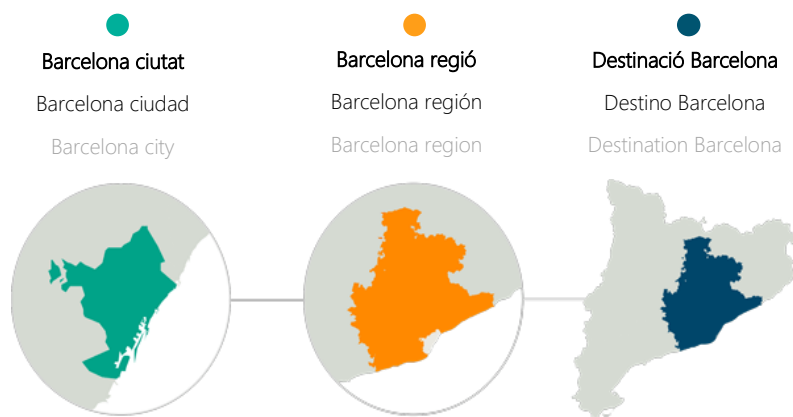 Barcelona ciutat
Barcelona ciudad
Barcelona city
Barcelona regió
Barcelona región
Barcelona region
Destinació Barcelona
Destino Barcelona
Destination Barcelona